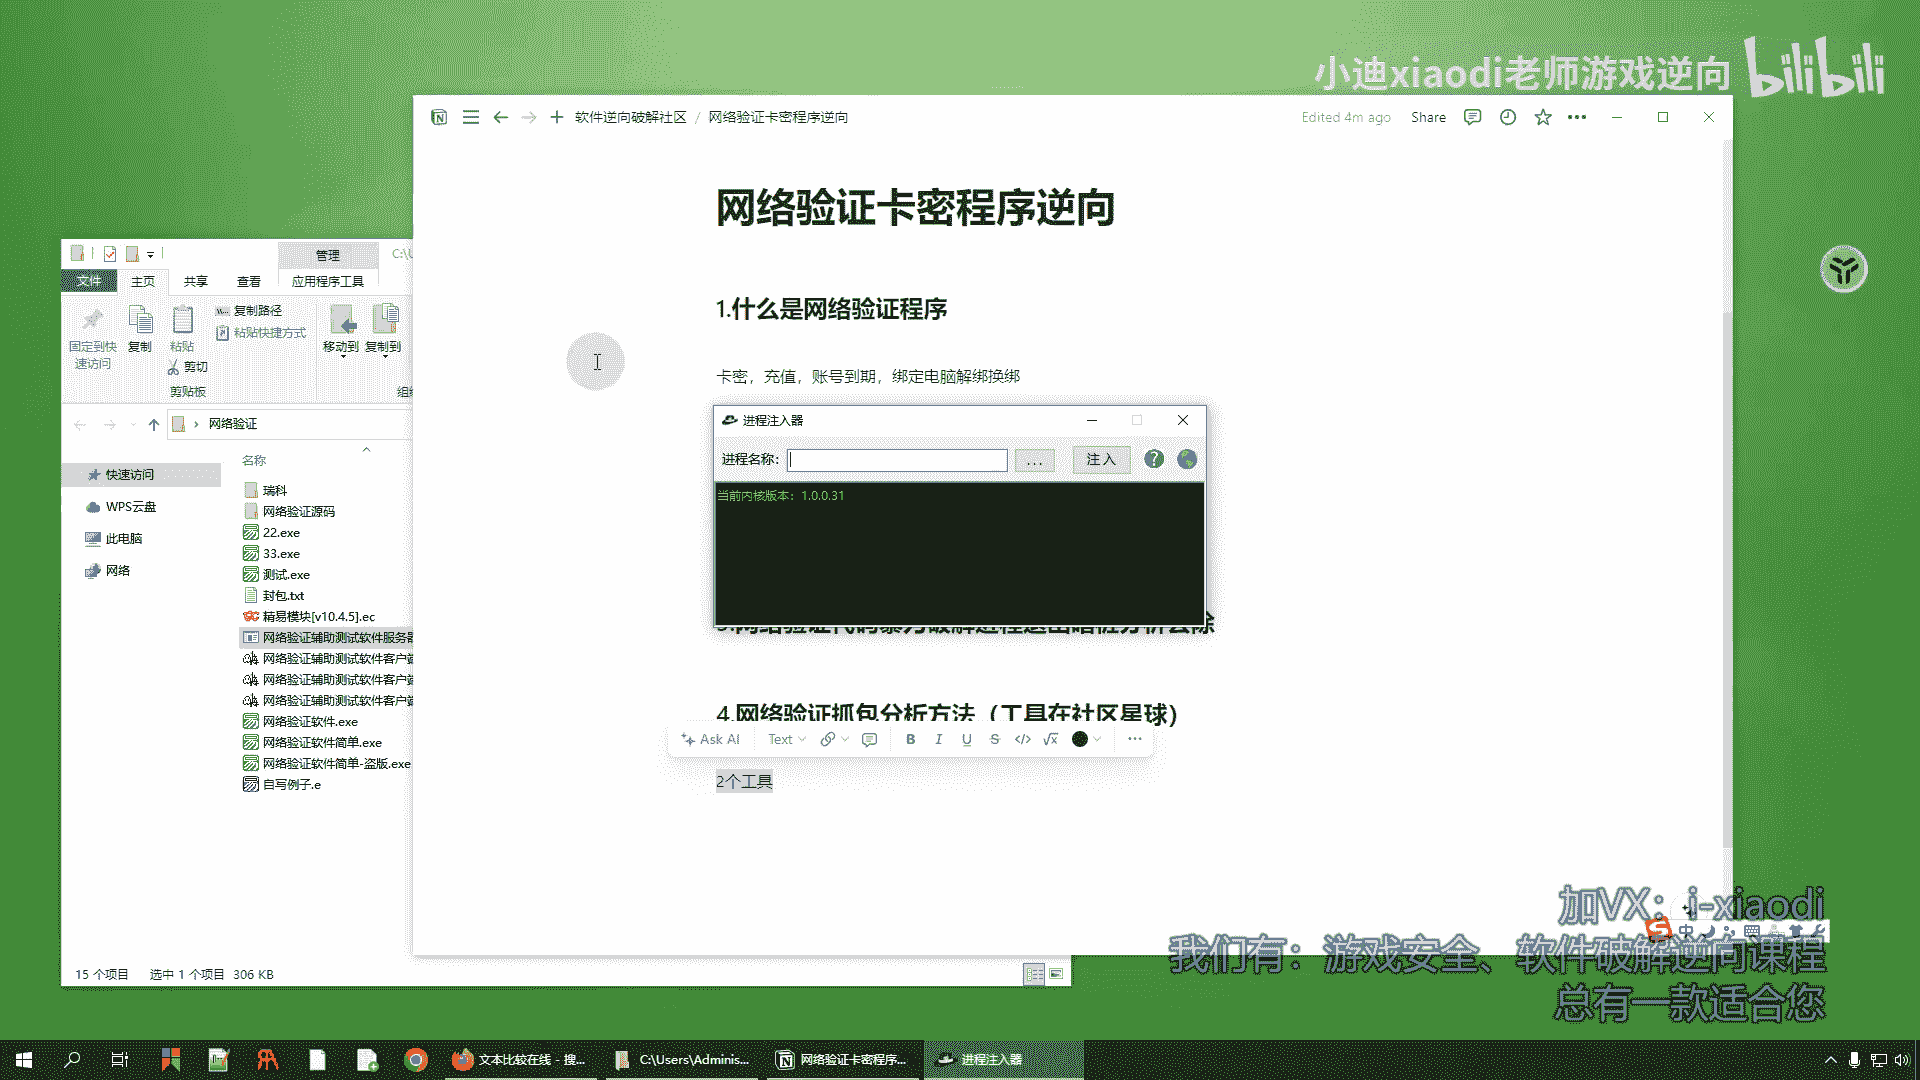 小迪xiaodi老师游戏逆向 bilibili
软件逆向破解社区 / 网络验证卡密程序逆向
Edited 4m ago Share
网络验证卡密程序逆向
1.什么是网络验证程序
卡密，充值，账号到期，绑定电脑解绑换绑
进程注入器
进程名称：
...
注入
当前内核版本：1.0.0.31
4.网络验证抓包分析方法（工具在社区星球）
Ask AI Text B I U S </> √x
2个工具
管理
C:\U
文件 主页 共享 查看 应用程序工具
固定到快速访问
复制
粘贴
复制路径
粘贴快捷方式
剪切
移动到 复制到
剪贴板
组织
网络验证
快速访问
WPS云盘
此电脑
网络
名称
瑞科
网络验证源码
22.exe
33.exe
测试.exe
封包.txt
精易模块[v10.4.5].ec
网络验证辅助测试软件服务器
网络验证辅助测试软件客户端
网络验证辅助测试软件客户端
网络验证辅助测试软件客户端
网络验证软件.exe
网络验证软件简单.exe
网络验证软件简单-盗版.exe
自写例子.e
15 个项目 选中 1 个项目 306 KB
加VX：i-xiaodi
我们有：游戏安全、软件破解逆向课程
总有一款适合您
中
文本比较在线 - 搜...
C:\Users\Adminis...
网络验证卡密程序...
进程注入器